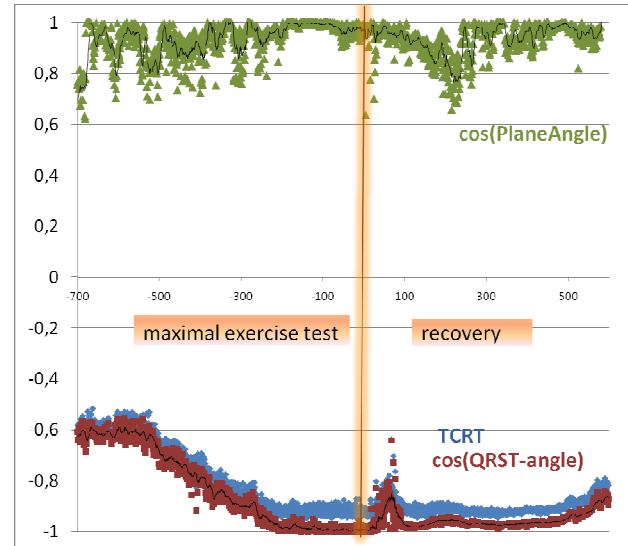 1
0,8
0,6
cos(PlaneAngle)
0,4
0,2
0
-700 -500 -300 -100 100 300 500
-0,2
maximal exercise test recovery
-0,4
-0,6
TCRT
cos(QRST-angle)
-0,8
-1